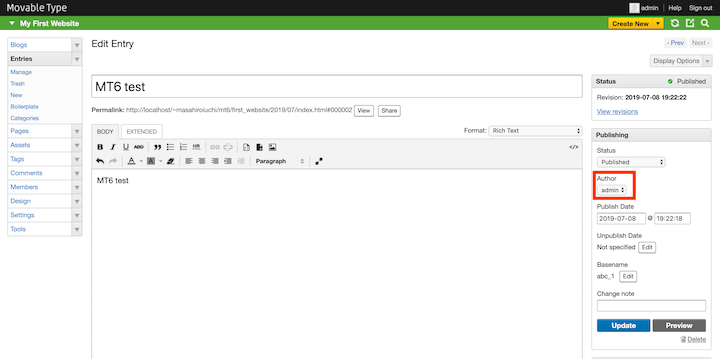 Movable Type
admin | Help Sign out
My First Website
Create New
Blogs
Entries
Manage
Trash
New
Boilerplate
Categories
Pages
Assets
Tags
Comments
Members
Design
Settings
Tools
Edit Entry
‹ Prev Next ›
Display Options
MT6 test
Permalink: http://localhost/~masahiroiuchi/mt6/first_website/2019/07/index.html#000002 View Share
BODY EXTENDED
Format: Rich Text
B I U ABC
</>
A A Paragraph
MT6 test
Status Published
Revision: 2019-07-08 19:22:22
View revisions
Publishing
Status
Published
Author
admin
Publish Date
2019-07-08 @ 19:22:18
Unpublish Date
Not specified Edit
Basename
abc_1 Edit
Change note
Update Preview
Delete